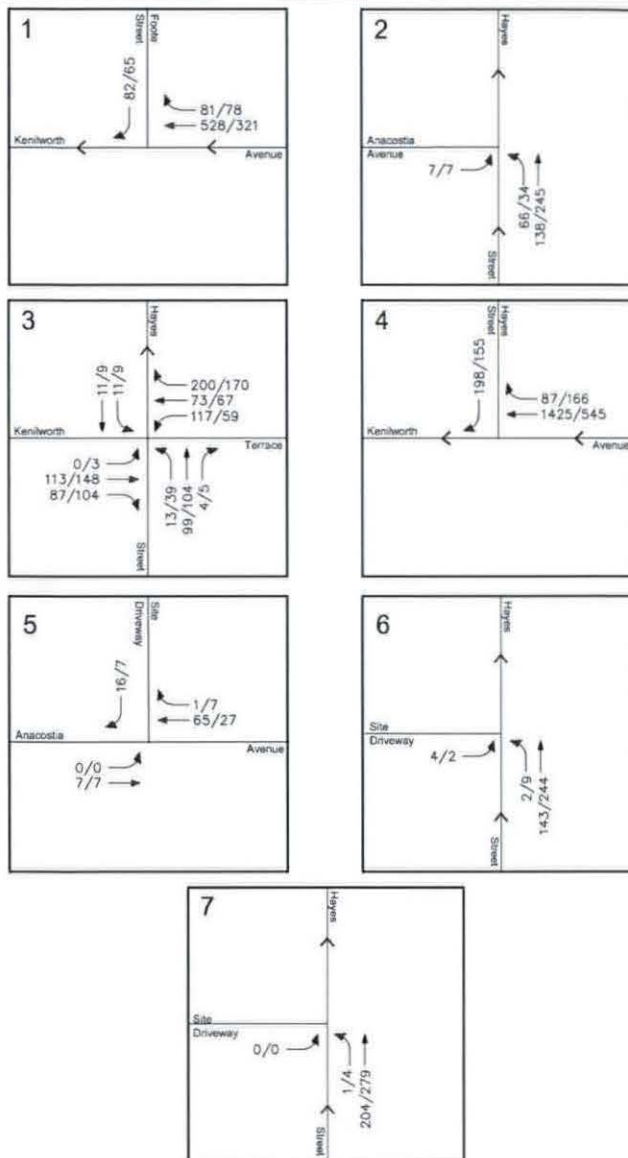 1
Foote
Street
82/65
81/78
528/321
Kenilworth
Avenue
2
Hayes
Anacostia
Avenue
7/7
66/34
138/245
Street
3
Hayes
11/9
11/9
200/170
73/67
117/59
Kenilworth
Terrace
0/3
113/148
87/104
13/39
99/104
4/5
Street
4
Hayes
Street
198/155
87/166
1425/545
Kenilworth
Avenue
5
Site
Driveway
16/7
1/7
65/27
Anacostia
Avenue
0/0
7/7
6
Hayes
Site
Driveway
4/2
2/9
143/244
Street
7
Hayes
Site
Driveway
0/0
1/4
204/279
Street